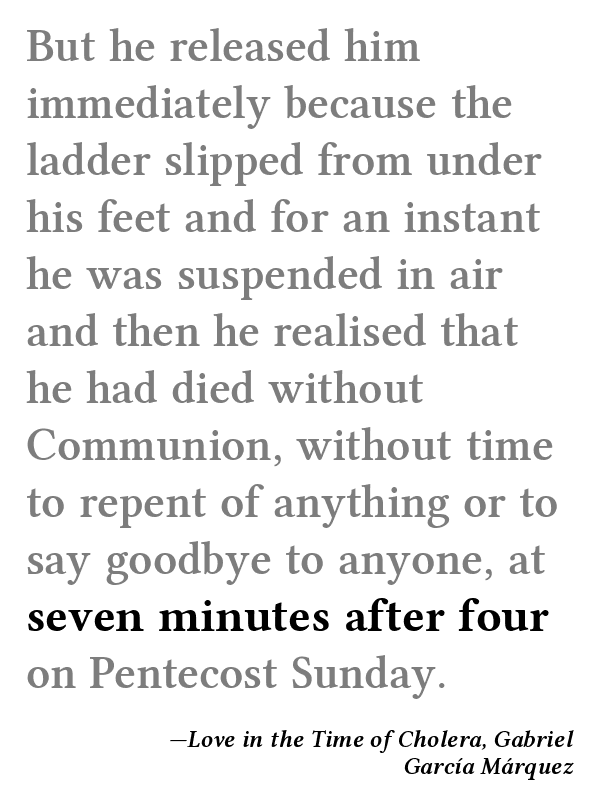 But he released him
immediately because the
ladder slipped from under
his feet and for an instant
he was suspended in air
and then he realised that
he had died without
Communion, without time
to repent of anything or to
say goodbye to anyone, at
seven minutes after four
on Pentecost Sunday.
—Love in the Time of Cholera, Gabriel
García Márquez